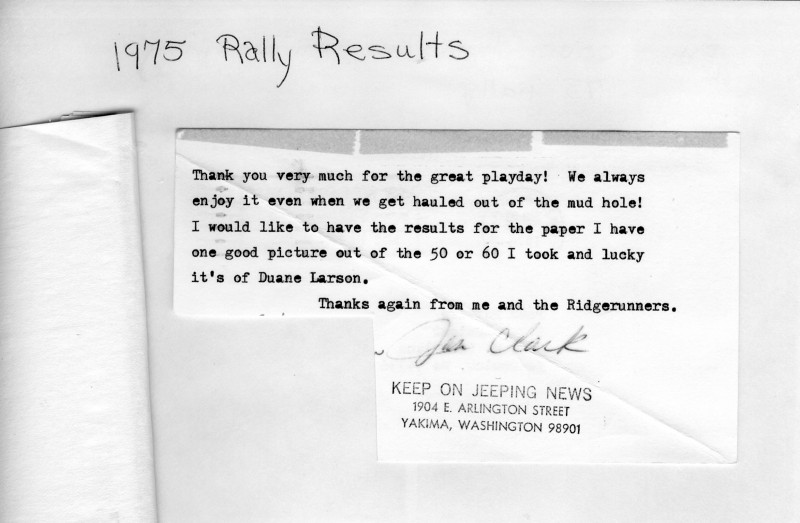 1975 Rally Results
Thank you very much for the great playday! We always
enjoy it even when we get hauled out of the mud hole!
I would like to have the results for the paper I have
one good picture out of the 50 or 60 I took and lucky
it's of Duane Larson.
Thanks again from me and the Ridgerunners.
Clark
KEEP ON JEEPING NEWS
1904 E. ARLINGTON STREET
YAKIMA, WASHINGTON 98901